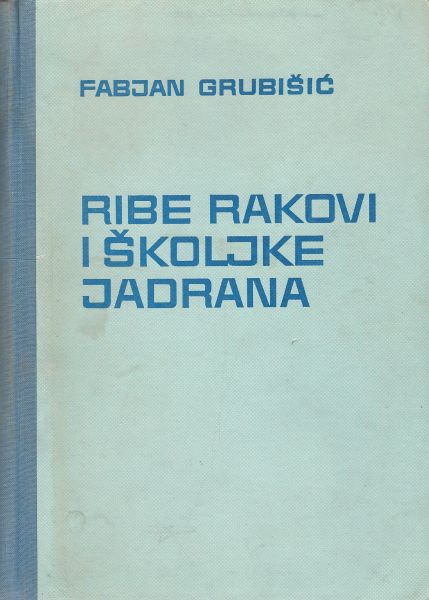 FABJAN GRUBIŠIĆ
RIBE RAKOVI
I ŠKOLJKE
JADRANA